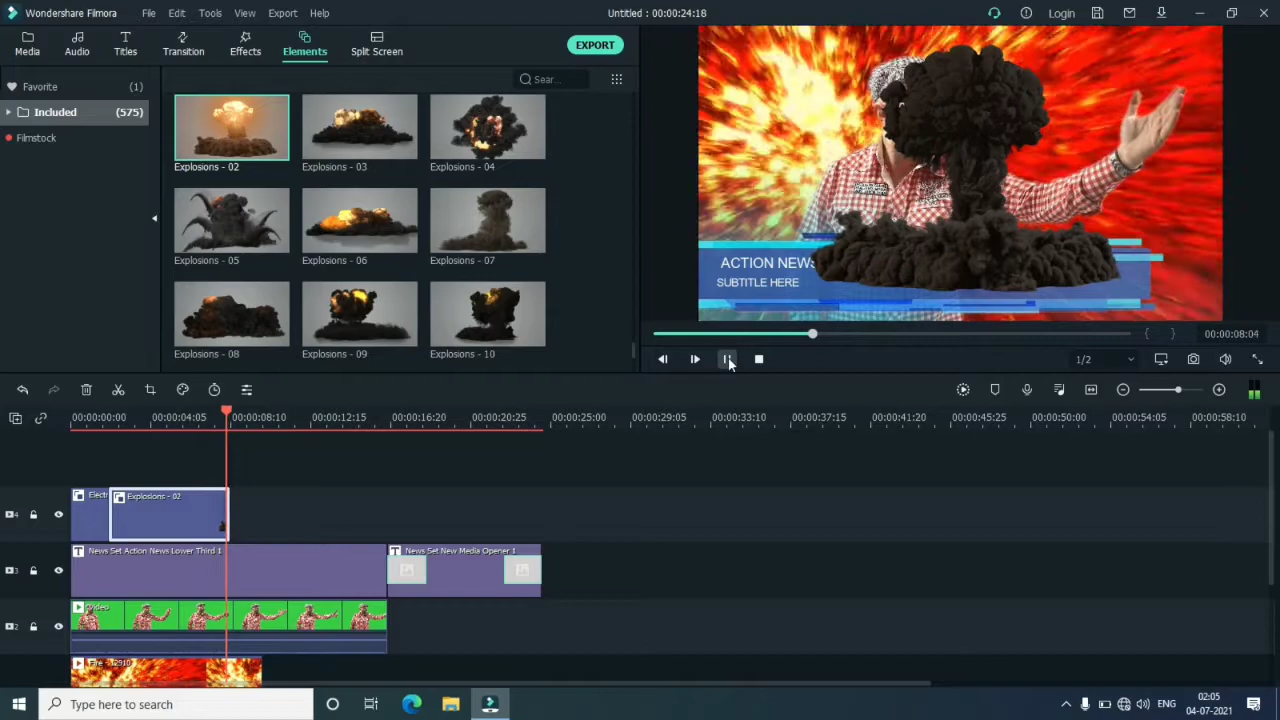 Wondershare Filmora
File Edit Tools View Export Help
Untitled : 00:00:24:18
Login
Media Audio Titles Transition Effects Elements Split Screen
EXPORT
Favorite (1)
Included (575)
Filmstock
Sear...
Explosions - 02 Explosions - 03 Explosions - 04
Explosions - 05 Explosions - 06 Explosions - 07
Explosions - 08 Explosions - 09 Explosions - 10
ACTION NEWS
SUBTITLE HERE
00:00:08:04
1/2
00:00:00:00 00:00:04:05 00:00:08:10 00:00:12:15 00:00:16:20 00:00:20:25 00:00:25:00 00:00:29:05 00:00:33:10 00:00:37:15 00:00:41:20 00:00:45:25 00:00:50:00 00:00:54:05 00:00:58:10
4 Electr Explosions - 02
3 News Set Action News Lower Third 1 News Set New Media Opener 1
2
Fire - 12910
Type here to search
ENG
02:05
04-07-2021